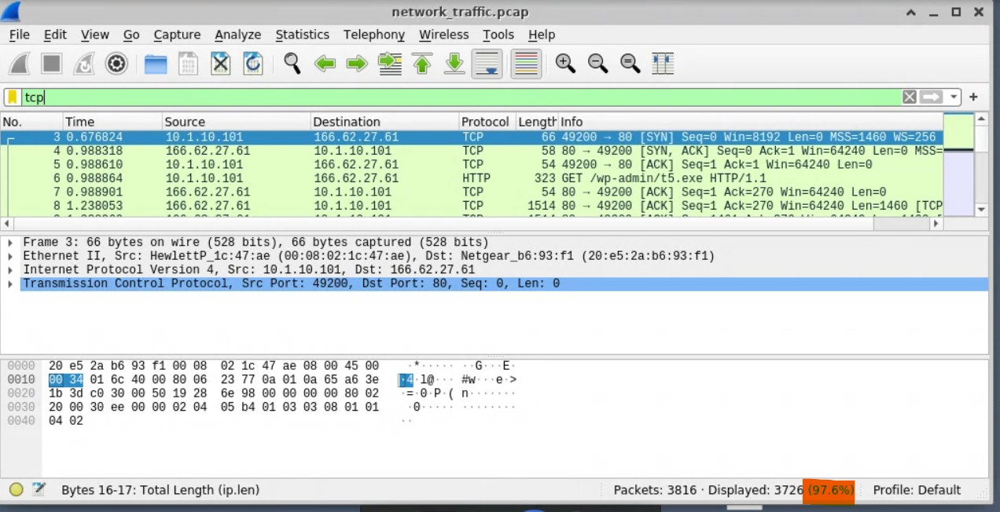 network_traffic.pcap
File Edit View Go Capture Analyze Statistics Telephony Wireless Tools Help
tcp
No. Time Source Destination Protocol Length Info
3 0.676824 10.1.10.101 166.62.27.61 TCP 66 49200 → 80 [SYN] Seq=0 Win=8192 Len=0 MSS=1460 WS=256
4 0.988318 166.62.27.61 10.1.10.101 TCP 58 80 → 49200 [SYN, ACK] Seq=0 Ack=1 Win=64240 Len=0 MSS=
5 0.988610 10.1.10.101 166.62.27.61 TCP 54 49200 → 80 [ACK] Seq=1 Ack=1 Win=64240 Len=0
6 0.988864 10.1.10.101 166.62.27.61 HTTP 323 GET /wp-admin/t5.exe HTTP/1.1
7 0.988901 166.62.27.61 10.1.10.101 TCP 54 80 → 49200 [ACK] Seq=1 Ack=270 Win=64240 Len=0
8 1.238053 166.62.27.61 10.1.10.101 TCP 1514 80 → 49200 [ACK] Seq=1 Ack=270 Win=64240 Len=1460 [TCP
Frame 3: 66 bytes on wire (528 bits), 66 bytes captured (528 bits)
Ethernet II, Src: HewlettP_1c:47:ae (00:08:02:1c:47:ae), Dst: Netgear_b6:93:f1 (20:e5:2a:b6:93:f1)
Internet Protocol Version 4, Src: 10.1.10.101, Dst: 166.62.27.61
Transmission Control Protocol, Src Port: 49200, Dst Port: 80, Seq: 0, Len: 0
0000 20 e5 2a b6 93 f1 00 08 02 1c 47 ae 08 00 45 00 ·*····· ··G···E·
0010 00 34 01 6c 40 00 80 06 23 77 0a 01 0a 65 a6 3e ·4·l@··· #w···e·>
0020 1b 3d c0 30 00 50 19 28 6e 98 00 00 00 00 80 02 ·=·0·P·( n·······
0030 20 00 30 ee 00 00 02 04 05 b4 01 03 03 08 01 01 ·0····· ········
0040 04 02 ··
Bytes 16-17: Total Length (ip.len) Packets: 3816 · Displayed: 3726 (97.6%) Profile: Default